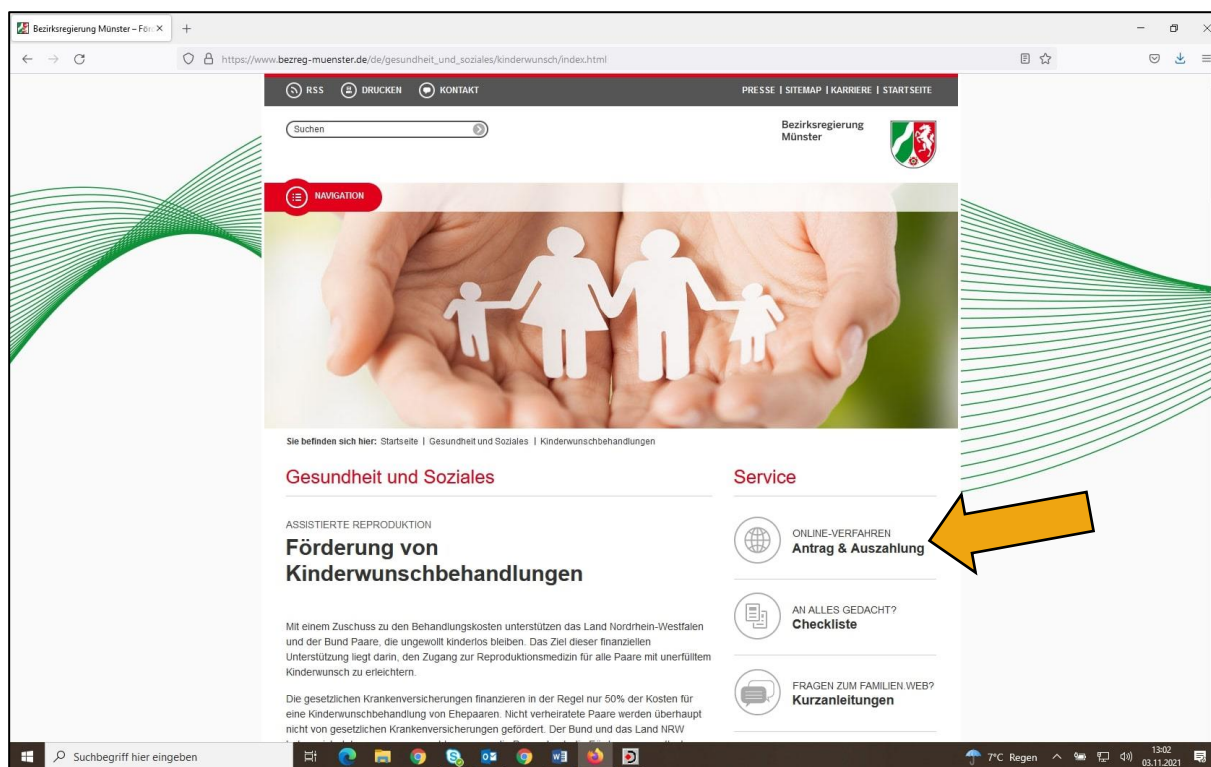 Bezirksregierung Münster – För
https://www.bezreg-muenster.de/de/gesundheit_und_soziales/kinderwunsch/index.html
RSS DRUCKEN KONTAKT
PRESSE | SITEMAP | KARRIERE | STARTSEITE
Suchen
Bezirksregierung
Münster
NAVIGATION
Sie befinden sich hier: Startseite | Gesundheit und Soziales | Kinderwunschbehandlungen
Gesundheit und Soziales
ASSISTIERTE REPRODUKTION
Förderung von
Kinderwunschbehandlungen
Mit einem Zuschuss zu den Behandlungskosten unterstützen das Land Nordrhein-Westfalen
und der Bund Paare, die ungewollt kinderlos bleiben. Das Ziel dieser finanziellen
Unterstützung liegt darin, den Zugang zur Reproduktionsmedizin für alle Paare mit unerfülltem
Kinderwunsch zu erleichtern.
Die gesetzlichen Krankenversicherungen finanzieren in der Regel nur 50% der Kosten für
eine Kinderwunschbehandlung von Ehepaaren. Nicht verheiratete Paare werden überhaupt
nicht von gesetzlichen Krankenversicherungen gefördert. Der Bund und das Land NRW
Service
ONLINE-VERFAHREN
Antrag & Auszahlung
AN ALLES GEDACHT?
Checkliste
FRAGEN ZUM FAMILIEN.WEB?
Kurzanleitungen
Suchbegriff hier eingeben
7°C Regen
13:02
03.11.2021